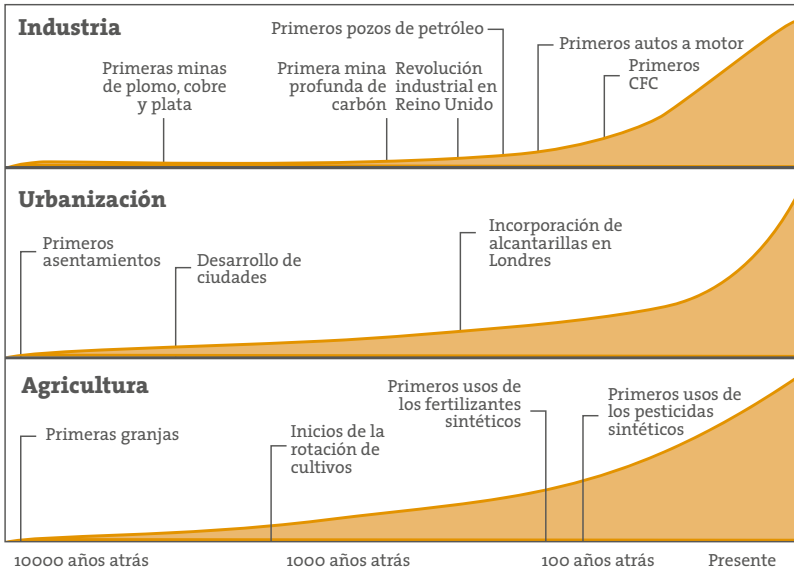 Industria
Primeras minas
de plomo, cobre
y plata
Primera mina
profunda de
carbón
Revolución
industrial en
Reino Unido
Primeros pozos de petróleo
Primeros autos a motor
Primeros
CFC
Urbanización
Primeros
asentamientos
Desarrollo de
ciudades
Incorporación de
alcantarillas en
Londres
Agricultura
Primeras granjas
Inicios de la
rotación de
cultivos
Primeros usos de
los fertilizantes
sintéticos
Primeros usos de
los pesticidas
sintéticos
10000 años atrás
1000 años atrás
100 años atrás
Presente